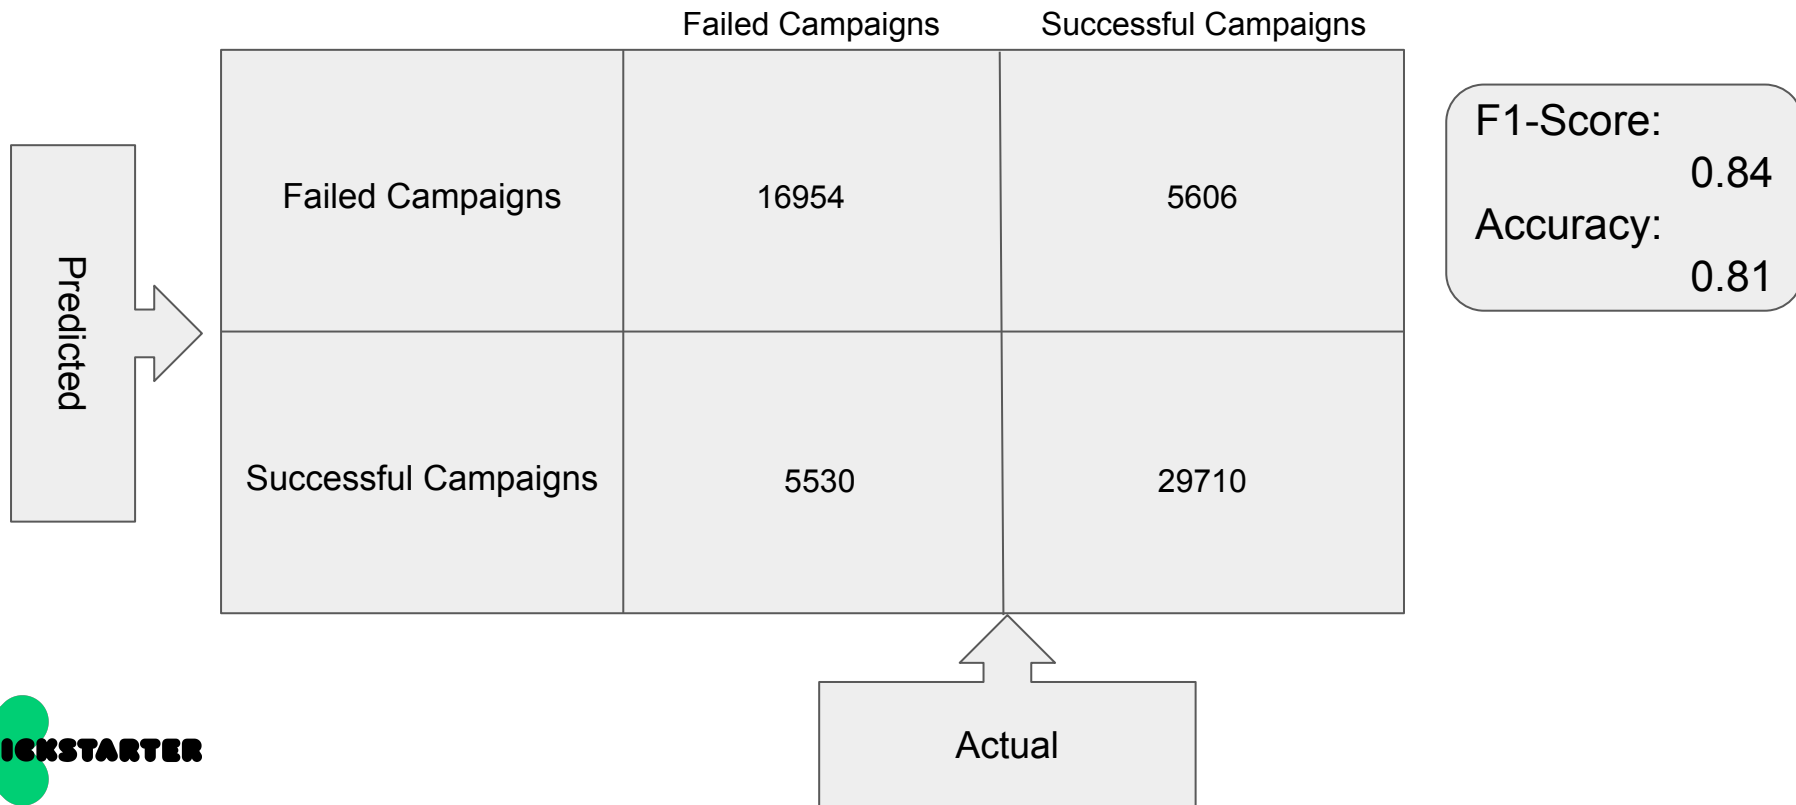 Failed Campaigns Successful Campaigns
Failed Campaigns 16954 5606
Successful Campaigns 5530 29710
Predicted
Actual
F1-Score:
0.84
Accuracy:
0.81
ICKSTARTER